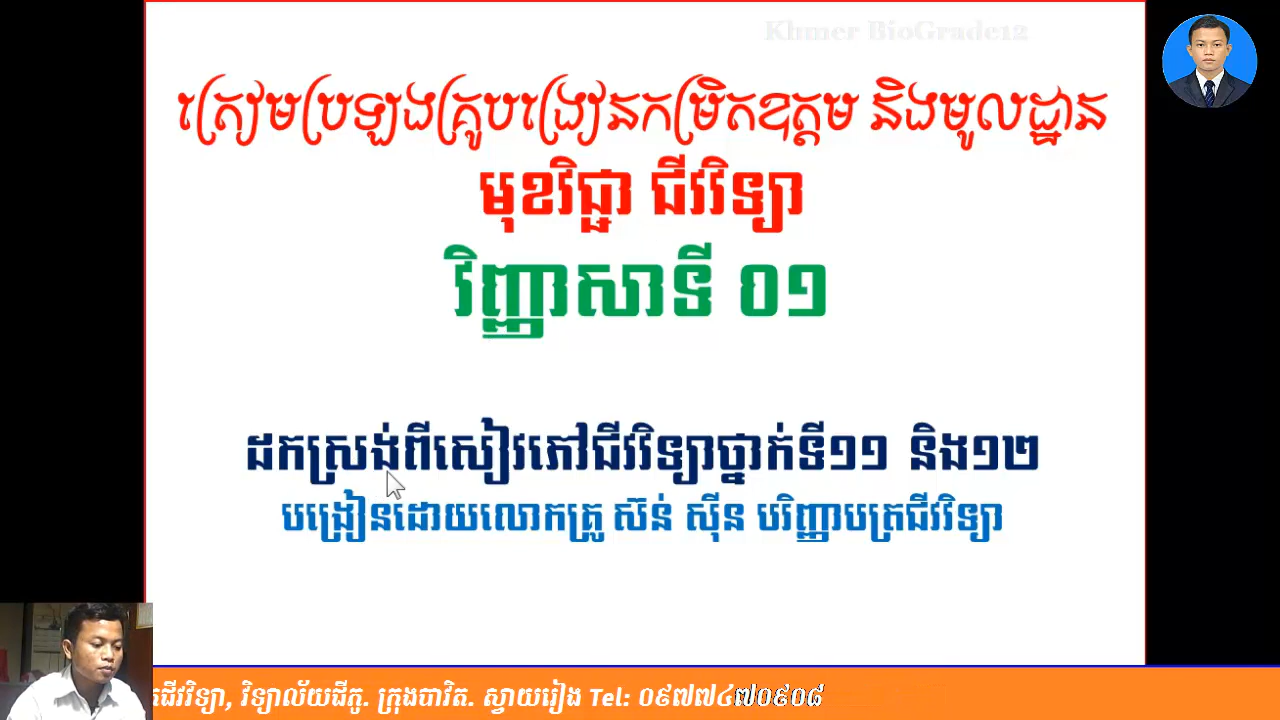 Khmer BioGrade12
ត្រៀមប្រឡងគ្រូបង្រៀនកម្រិតឧត្តម និងមូលដ្ឋាន
មុខវិជ្ជា ជីវវិទ្យា
វិញ្ញាសាទី ០១
ដកស្រង់ពីសៀវភៅជីវវិទ្យាថ្នាក់ទី១១ និង១២
បង្រៀនដោយលោកគ្រូ ស៊ន់ ស៊ីន បរិញ្ញាបត្រជីវវិទ្យា
ជីវវិទ្យា, វិទ្យាល័យជីភូ. ក្រុងបាវិត. ស្វាយរៀង Tel: ០៩៧៧៤៧០៩០៨